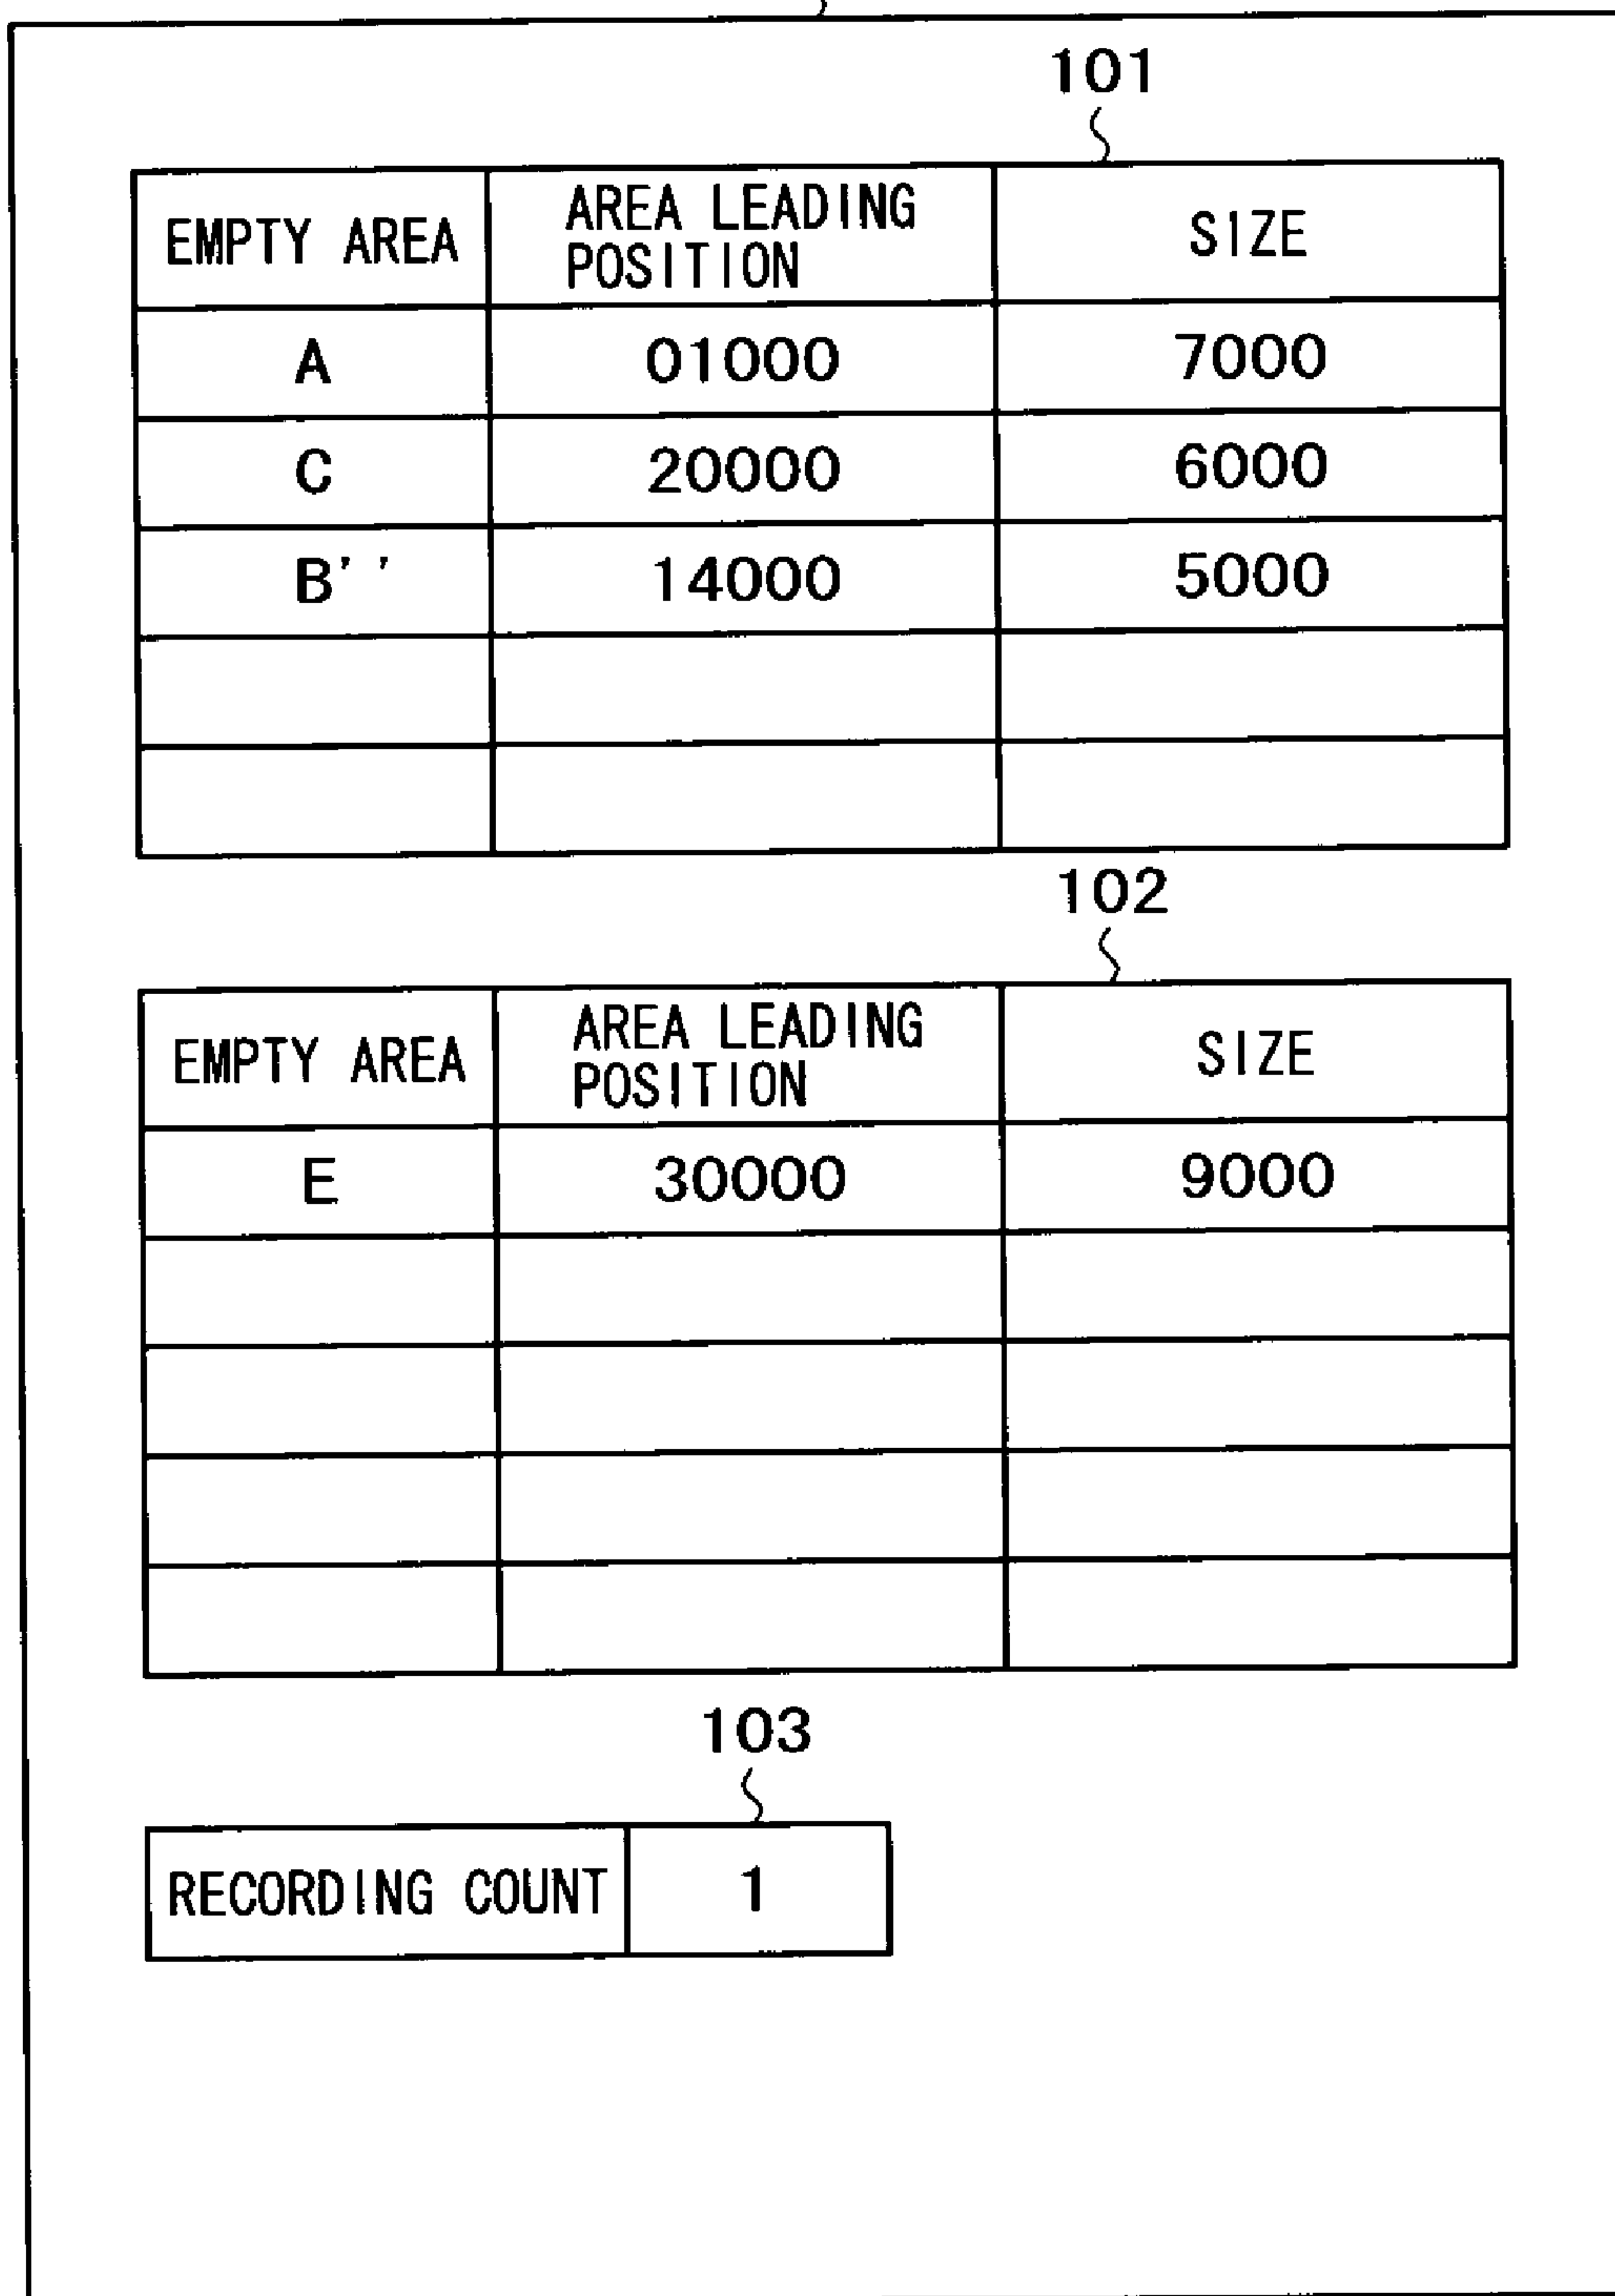 101
EMPTY AREA AREA LEADING POSITION SIZE
A 01000 7000
C 20000 6000
B'' 14000 5000
102
EMPTY AREA AREA LEADING POSITION SIZE
E 30000 9000
103
RECORDING COUNT 1